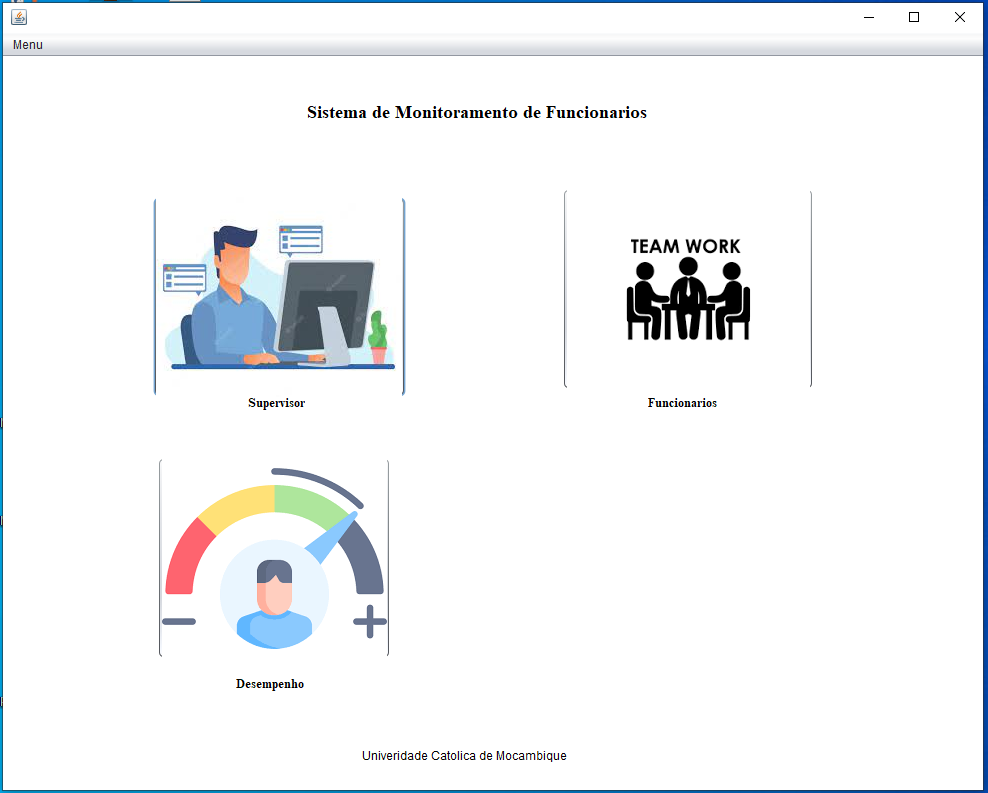 Menu
Sistema de Monitoramento de Funcionarios
TEAM WORK
Supervisor
Funcionarios
Desempenho
Univeridade Catolica de Mocambique